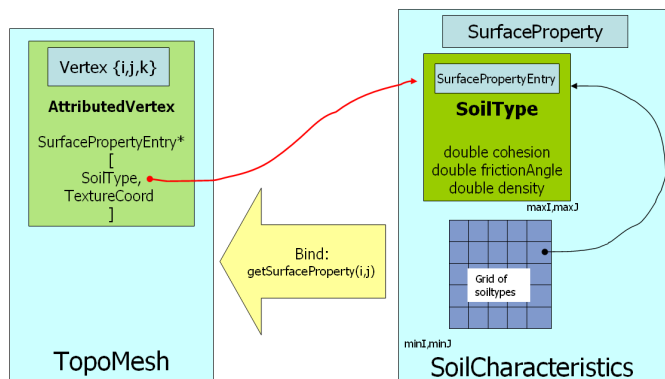 Vertex {i,j,k}
AttributedVertex
SurfacePropertyEntry*
[
SoilType,
TextureCoord
]
TopoMesh
Bind:
getSurfaceProperty(i,j)
SurfaceProperty
SurfacePropertyEntry
SoilType
double cohesion
double frictionAngle
double density
maxI,maxJ
Grid of
soiltypes
minI,minJ
SoilCharacteristics